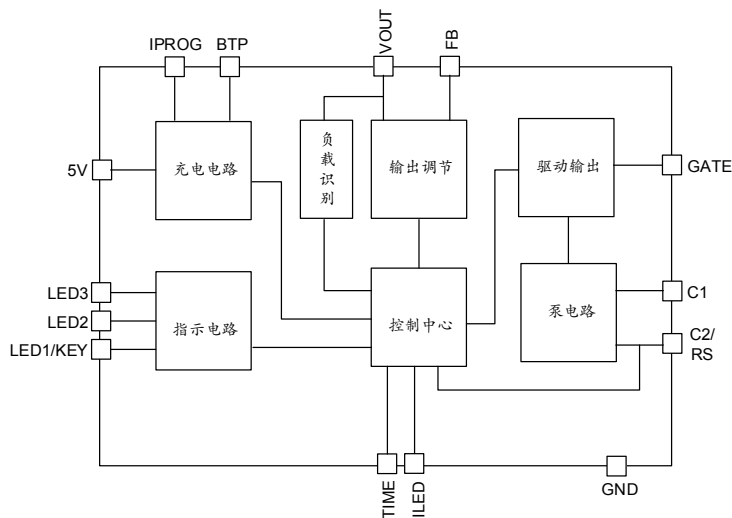 IPROG
BTP
VOUT
FB
5V
充电电路
负
载
识
别
输出调节
驱动输出
GATE
LED3
LED2
LED1/KEY
指示电路
控制中心
泵电路
C1
C2/
RS
TIME
ILED
GND